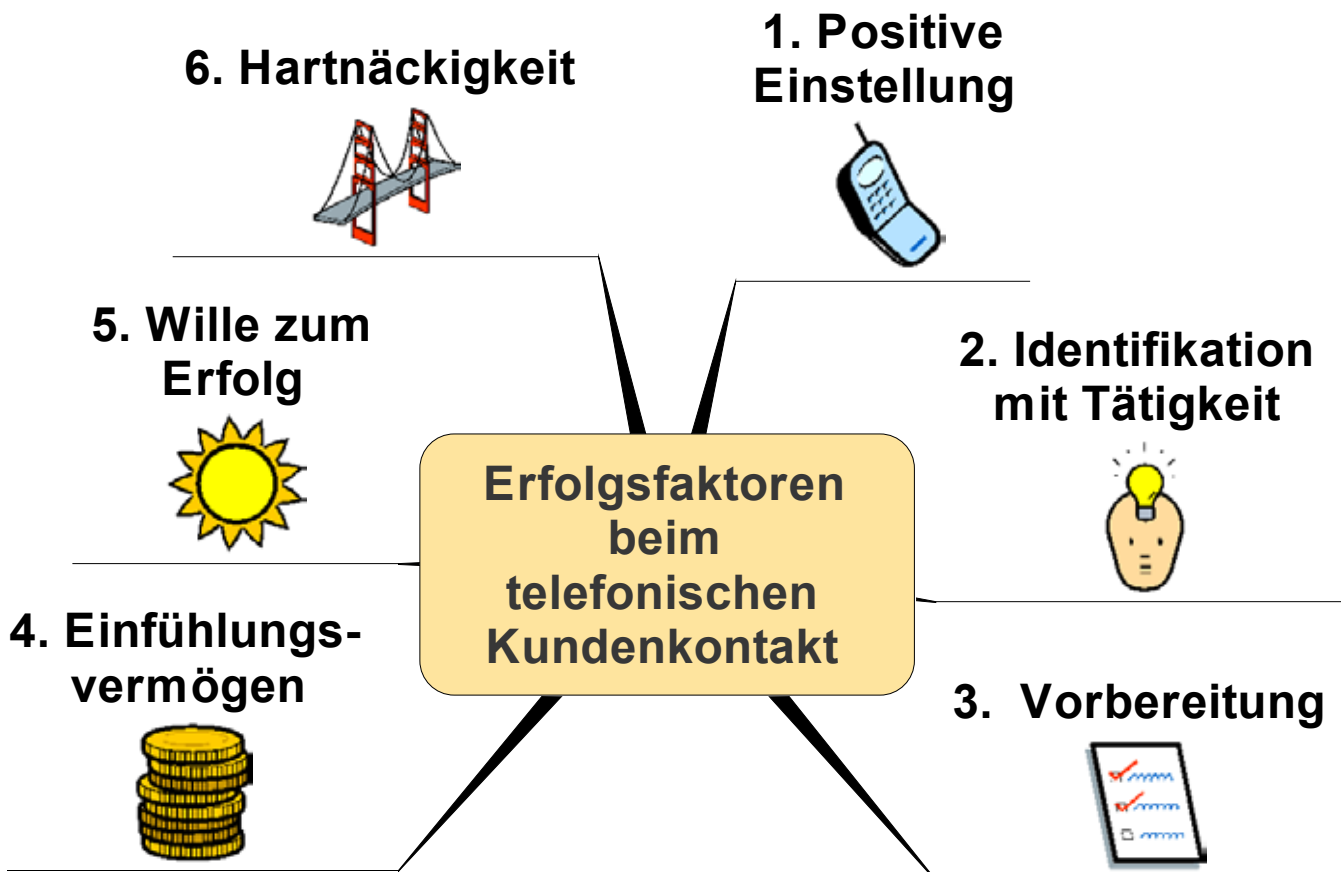 Erfolgsfaktoren
beim
telefonischen
Kundenkontakt
1. Positive
Einstellung
2. Identifikation
mit Tätigkeit
3. Vorbereitung
4. Einfühlungs-
vermögen
5. Wille zum
Erfolg
6. Hartnäckigkeit